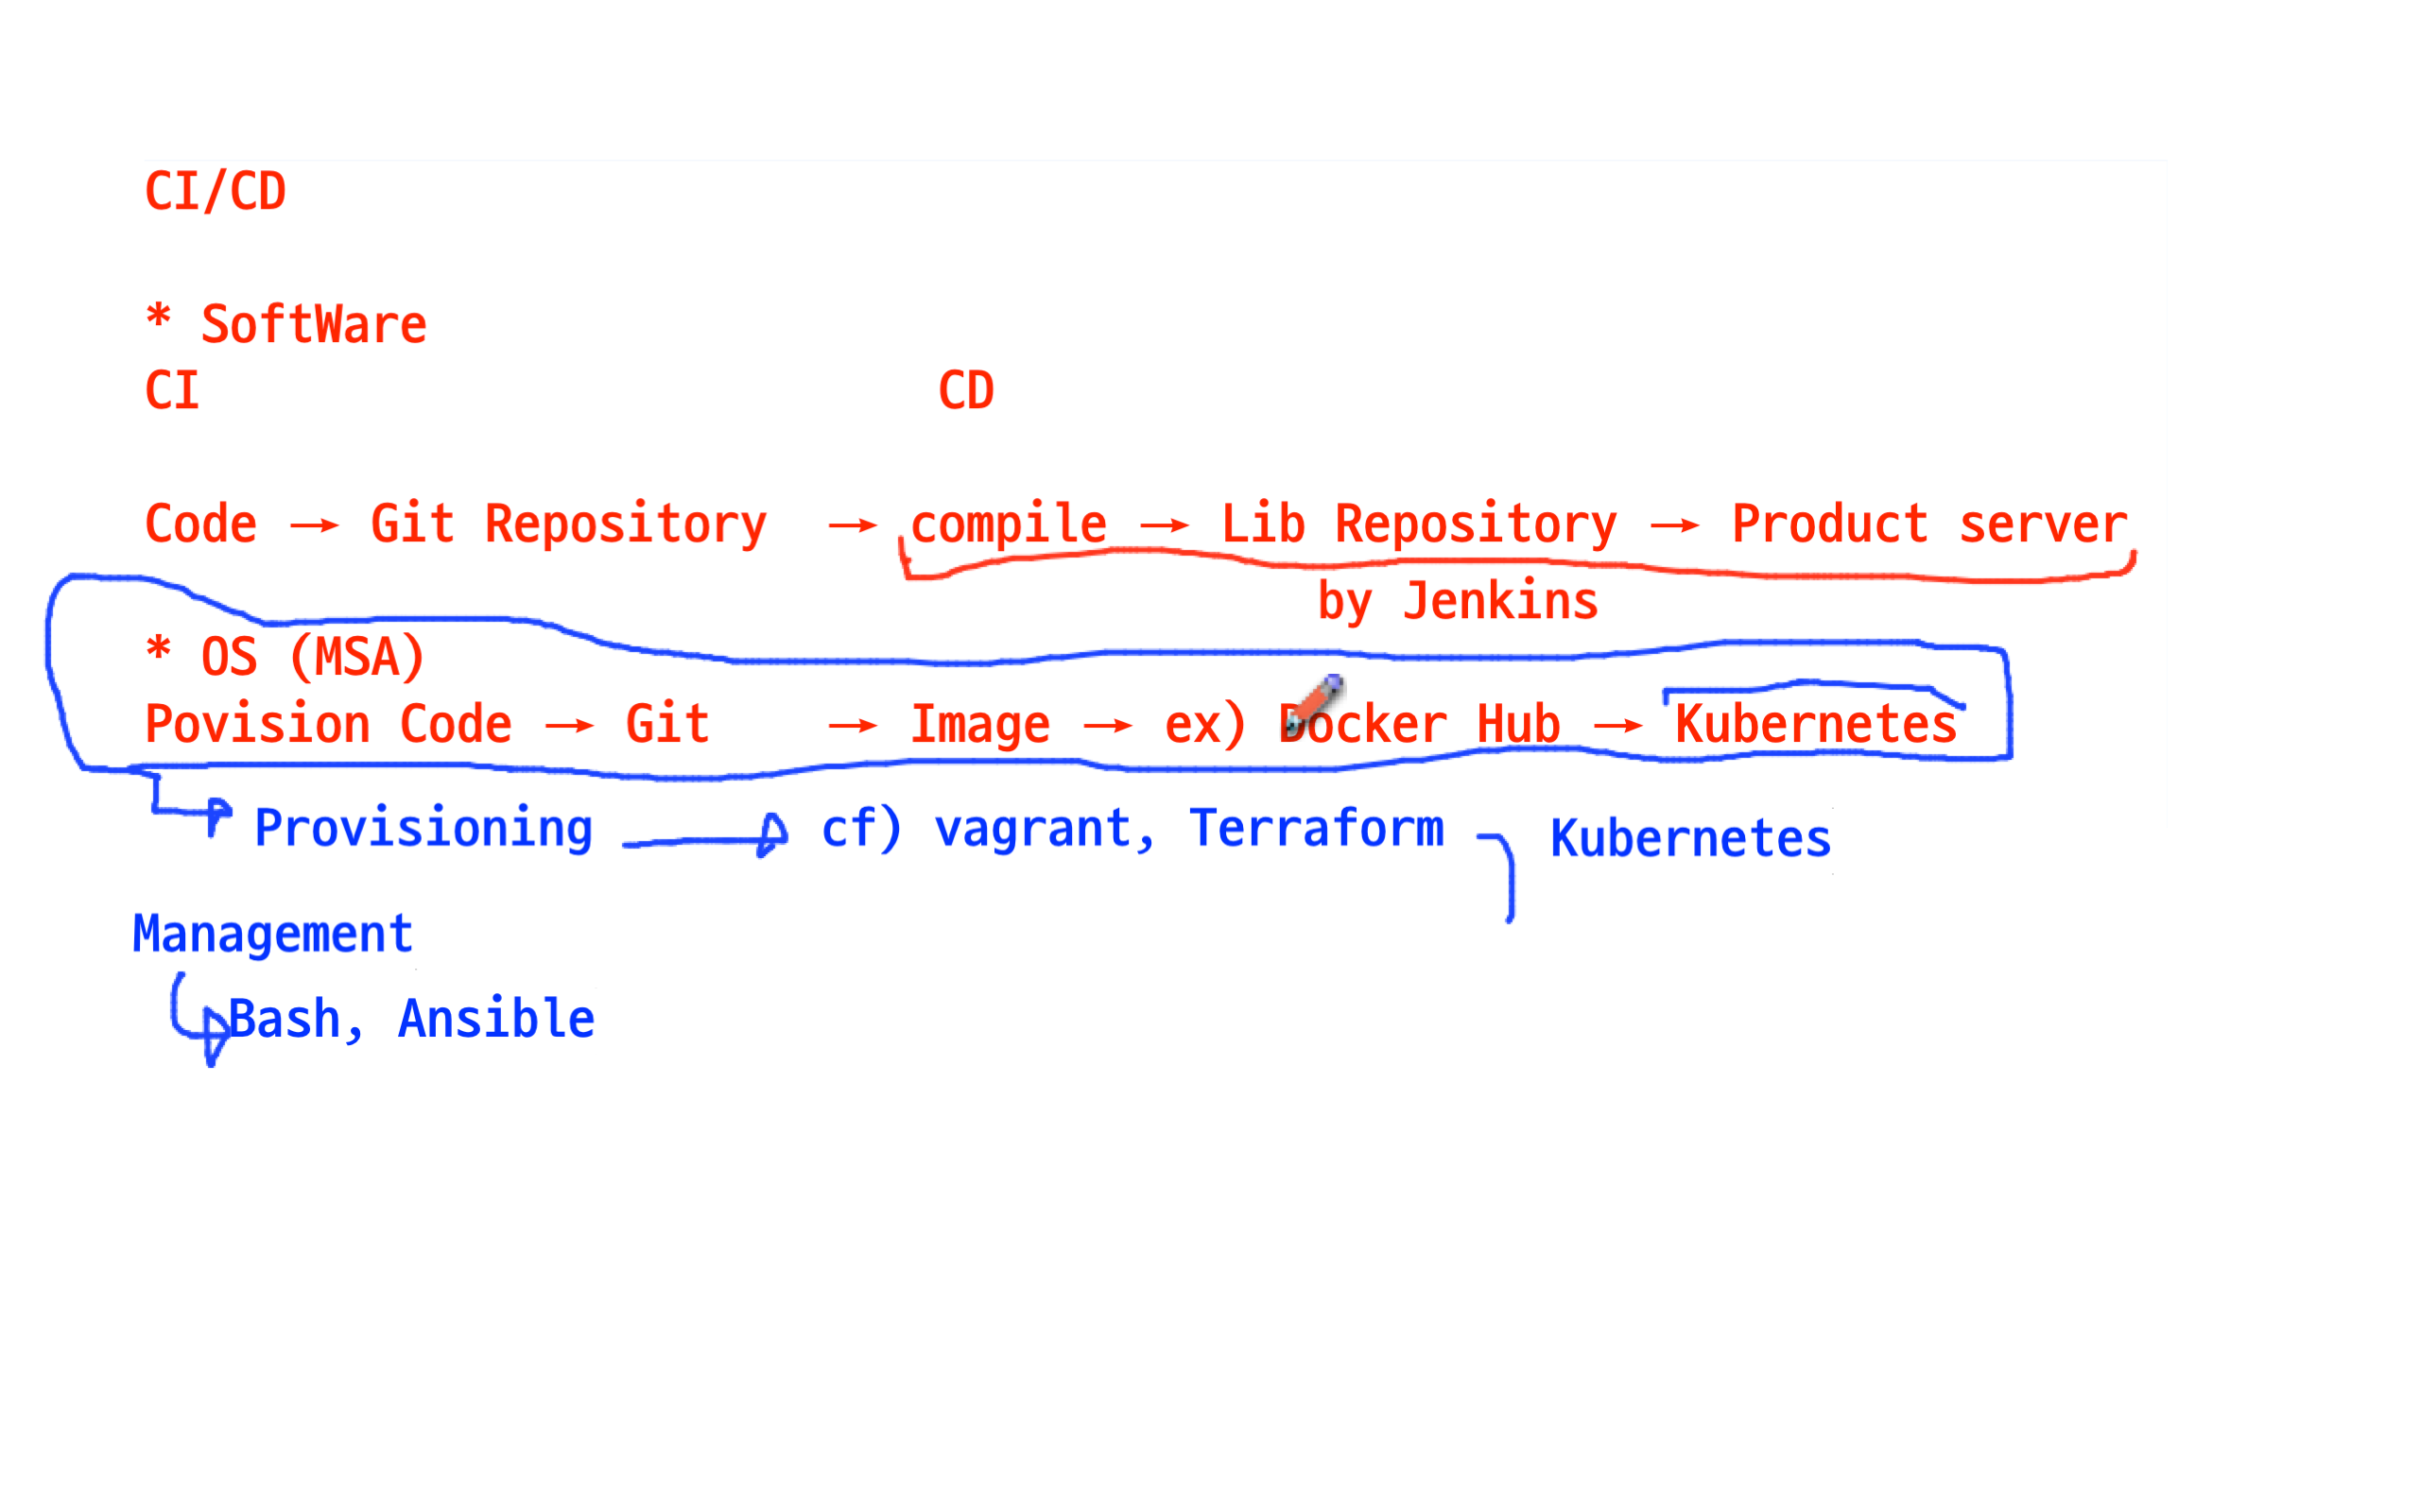 CI/CD
* SoftWare
CI CD
Code → Git Repository → compile → Lib Repository → Product server
by Jenkins
* OS (MSA)
Povision Code → Git → Image → ex) Docker Hub → Kubernetes
Provisioning cf) vagrant, Terraform Kubernetes
Management
Bash, Ansible